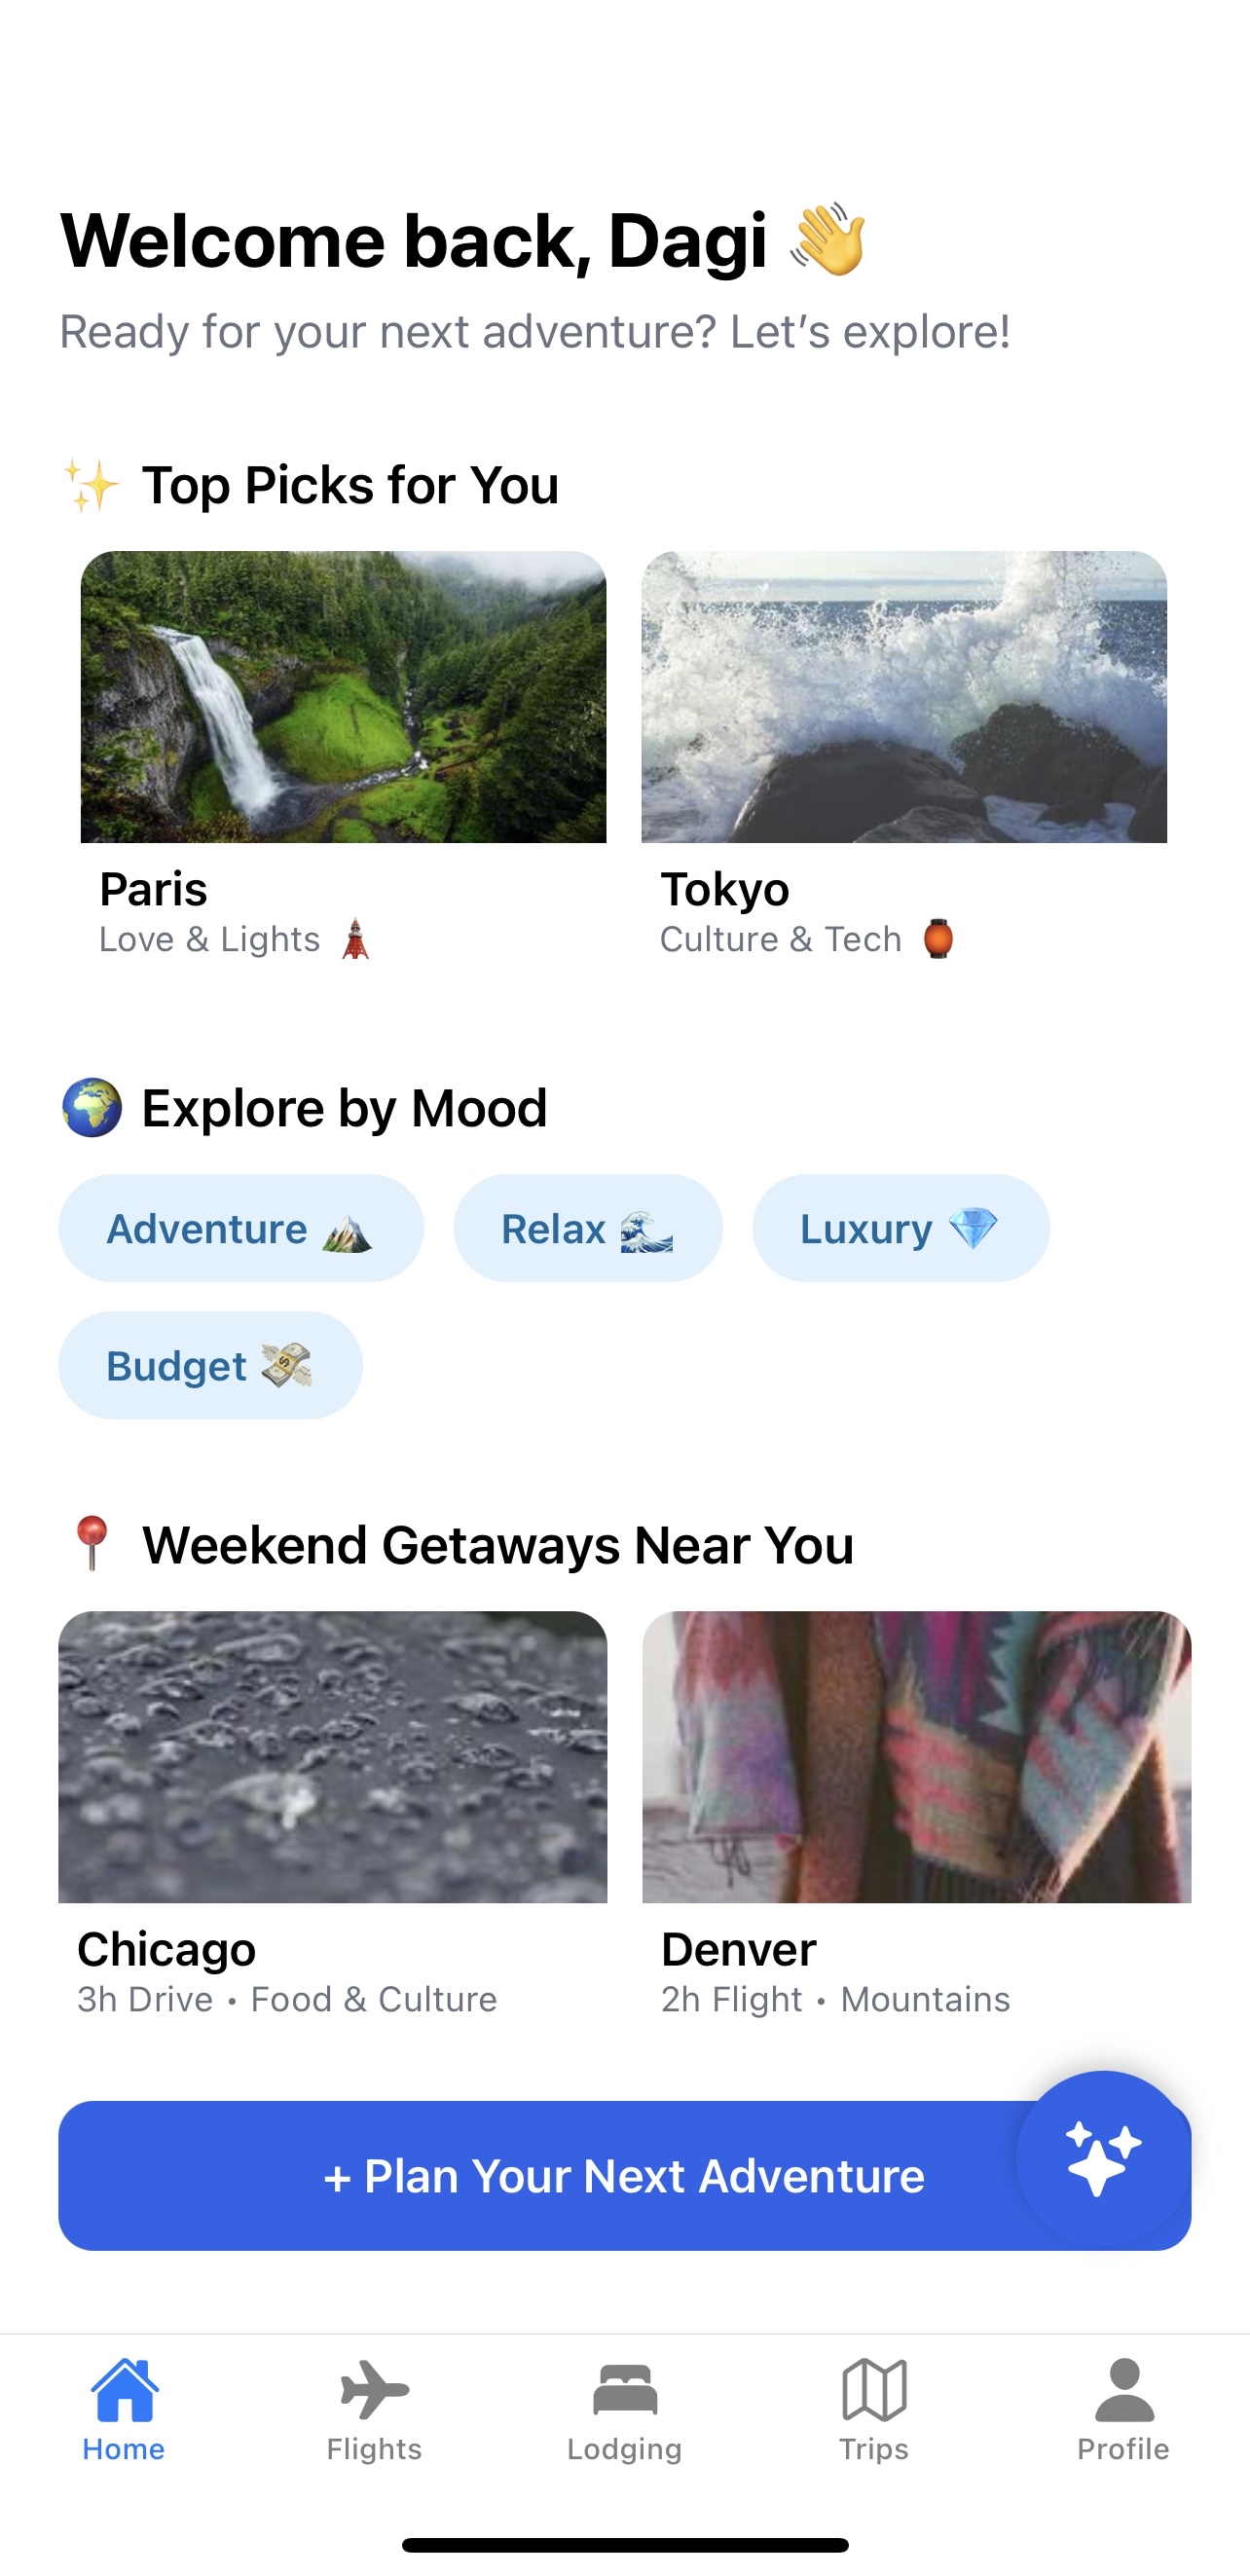 Welcome back, Dagi 👋
Ready for your next adventure? Let’s explore!
✨ Top Picks for You
Paris
Love & Lights 🗼
Tokyo
Culture & Tech 🏮
🌍 Explore by Mood
Adventure ⛰️
Relax 🌊
Luxury 💎
Budget 💸
📍 Weekend Getaways Near You
Chicago
3h Drive • Food & Culture
Denver
2h Flight • Mountains
+ Plan Your Next Adventure
Home
Flights
Lodging
Trips
Profile